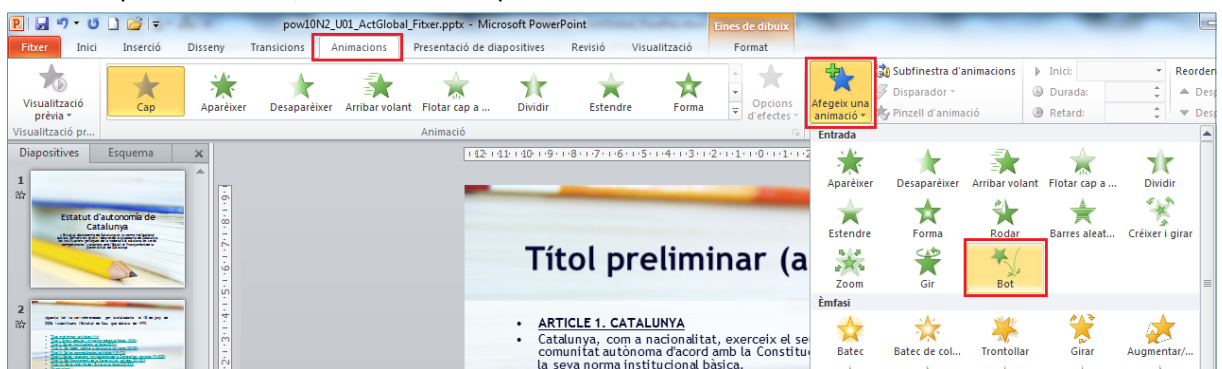 pow10N2_U01_ActGlobal_Fitxer.pptx - Microsoft PowerPoint
Eines de dibuix
Fitxer Inici Inserció Disseny Transicions Animacions Presentació de diapositives Revisió Visualització Format
Visualització prèvia
Cap Aparèixer Desaparèixer Arribar volant Flotar cap a ... Dividir Estendre Forma
Opcions d'efectes
Afegeix una animació
Subfinestra d'animacions
Disparador
Pinzell d'animació
Inici:
Durada:
Retard:
Reorden
Desp
Desp
Visualització pr...
Animació
Diapositives Esquema
1
Estatut d'autonomia de
Catalunya
2
Títol preliminar (a
• ARTICLE 1. CATALUNYA
• Catalunya, com a nacionalitat, exerceix el se
comunitat autònoma d'acord amb la Constitu
la seva norma institucional bàsica.
Entrada
Aparèixer Desaparèixer Arribar volant Flotar cap a ... Dividir
Estendre Forma Rodar Barres aleat... Créixer i girar
Zoom Gir Bot
Èmfasi
Batec Batec de col... Trontollar Girar Augmentar/...